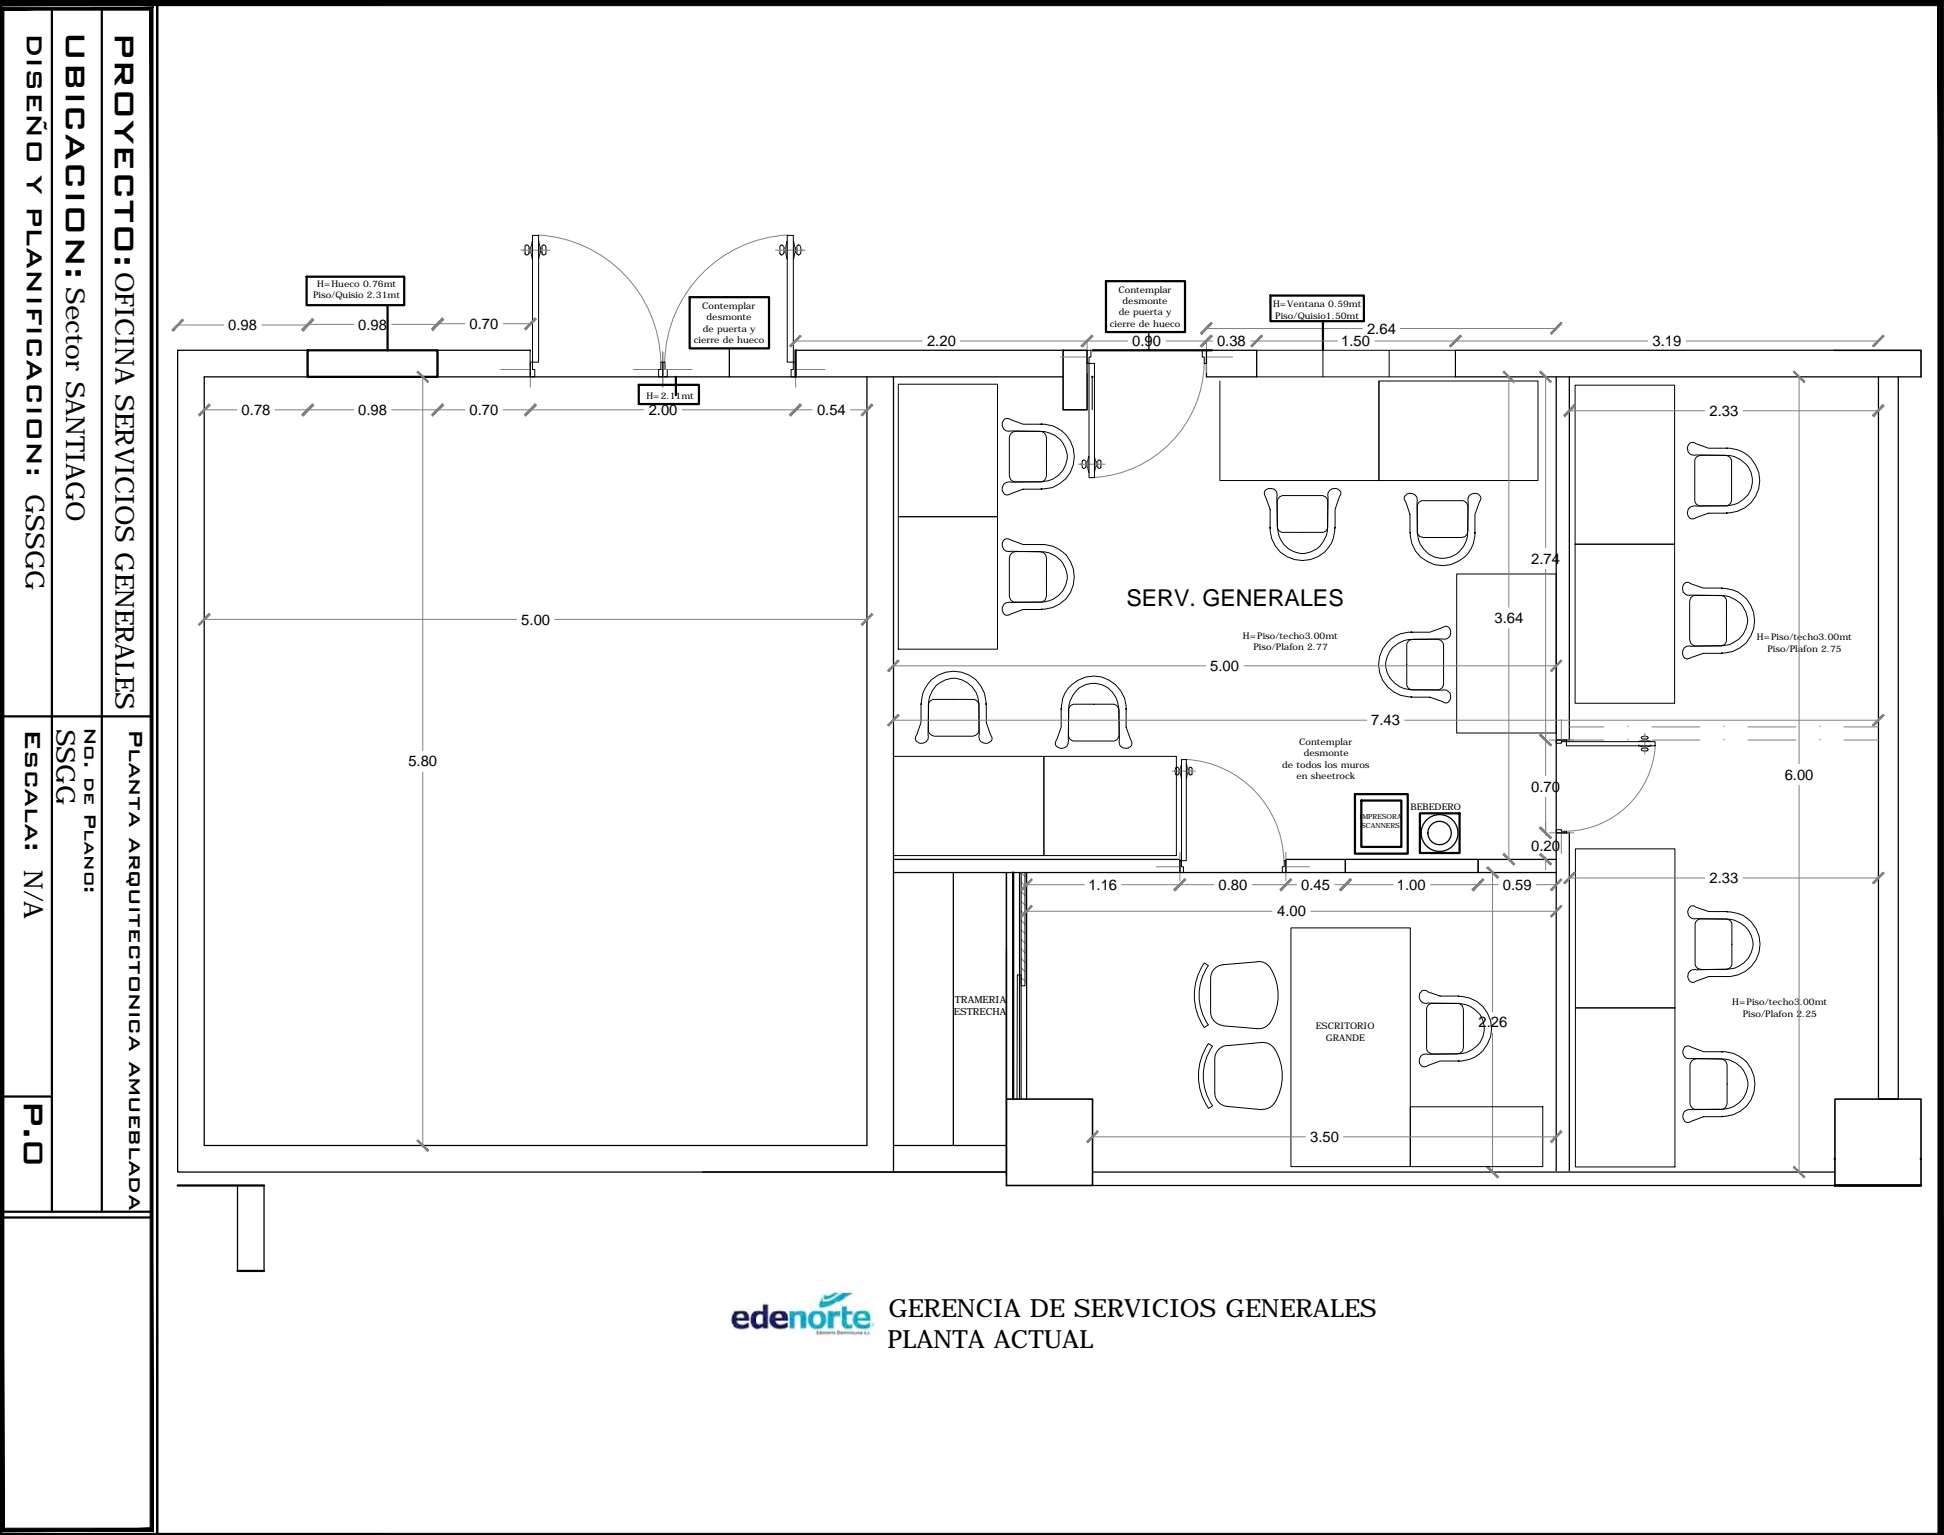 PROYECTO: OFICINA SERVICIOS GENERALES
UBICACION: Sector SANTIAGO
DISEÑO Y PLANIFICACION: GSSGG
PLANTA ARQUITECTONICA AMUEBLADA
No. DE PLANO:
SSGG
ESCALA: N/A
P.O
H=Hueco 0.76mt
Piso/Quisio 2.31mt
Contemplar
desmonte
de puerta y
cierre de hueco
Contemplar
desmonte
de puerta y
cierre de hueco
H=Ventana 0.59mt
Piso/Quisio1.50mt
0.98
0.98
0.70
2.64
2.20
0.90
0.38
1.50
3.19
H=2.11mt
0.78
0.98
0.70
2.00
0.54
2.33
2.74
SERV. GENERALES
5.00
3.64
H=Piso/techo3.00mt
Piso/Plafon 2.77
H=Piso/techo3.00mt
Piso/Plafon 2.75
5.00
7.43
Contemplar
desmonte
de todos los muros
en sheetrock
5.80
6.00
0.70
BEBEDERO
IMPRESORA
SCANNERS
0.20
1.16
0.80
0.45
1.00
0.59
2.33
4.00
TRAMERIA
ESTRECHA
H=Piso/techo3.00mt
Piso/Plafon 2.25
ESCRITORIO
GRANDE
2.26
3.50
edenorte
GERENCIA DE SERVICIOS GENERALES
PLANTA ACTUAL